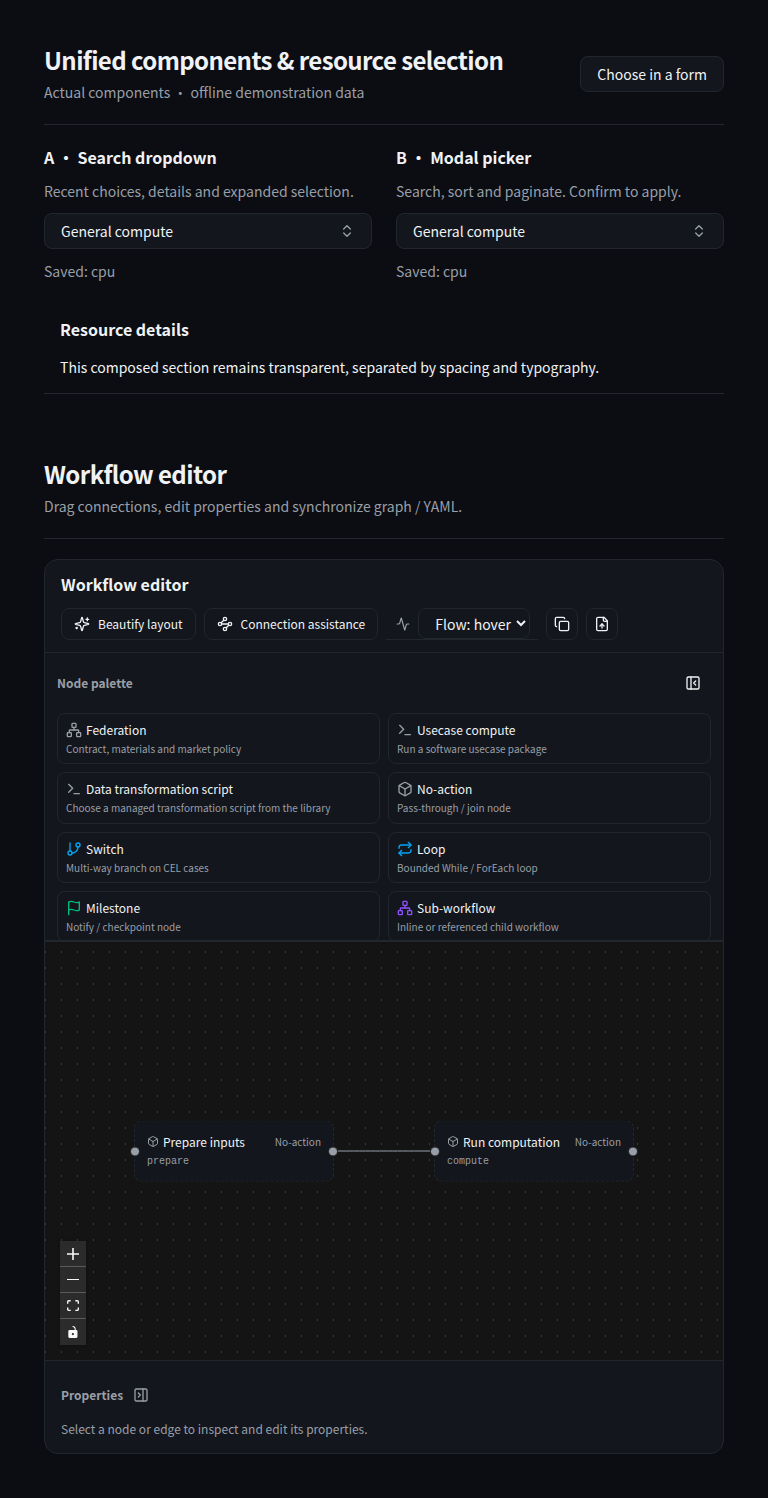 Unified components & resource selection
Actual components • offline demonstration data
Choose in a form
A • Search dropdown
Recent choices, details and expanded selection.
General compute
Saved: cpu
B • Modal picker
Search, sort and paginate. Confirm to apply.
General compute
Saved: cpu
Resource details
This composed section remains transparent, separated by spacing and typography.
Workflow editor
Drag connections, edit properties and synchronize graph / YAML.
Workflow editor
Beautify layout
Connection assistance
Flow: hover
Node palette
Federation
Contract, materials and market policy
Usecase compute
Run a software usecase package
Data transformation script
Choose a managed transformation script from the library
No-action
Pass-through / join node
Switch
Multi-way branch on CEL cases
Loop
Bounded While / ForEach loop
Milestone
Notify / checkpoint node
Sub-workflow
Inline or referenced child workflow
Prepare inputs No-action
prepare
Run computation No-action
compute
Properties
Select a node or edge to inspect and edit its properties.